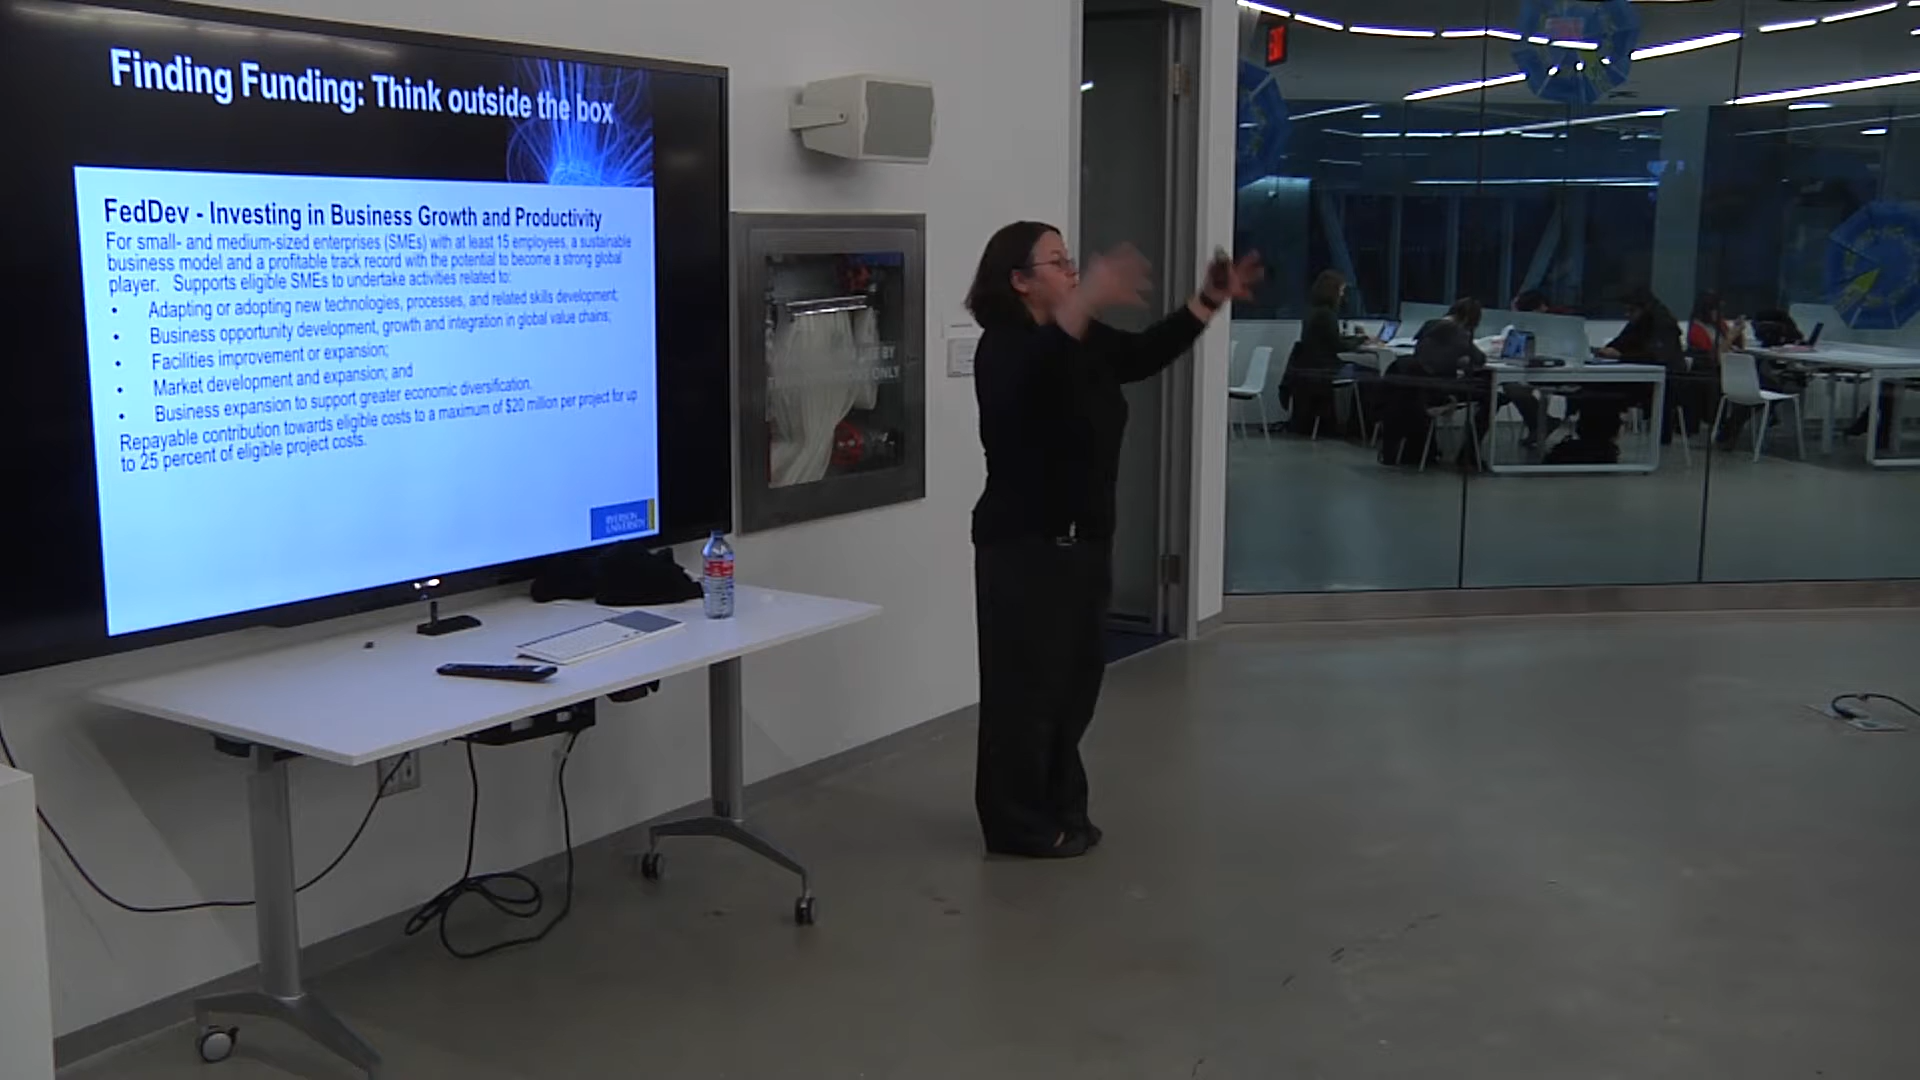 Finding Funding: Think outside the box
FedDev - Investing in Business Growth and Productivity
For small- and medium-sized enterprises (SMEs) with at least 15 employees, a sustainable
business model and a profitable track record with the potential to become a strong global
player. Supports eligible SMEs to undertake activities related to:
• Adapting or adopting new technologies, processes, and related skills development;
• Business opportunity development, growth and integration in global value chains;
• Facilities improvement or expansion;
• Market development and expansion; and
• Business expansion to support greater economic diversification.
Repayable contribution towards eligible costs to a maximum of $20 million per project for up
to 25 percent of eligible project costs.
RYERSON
UNIVERSITY
BY
ONLY